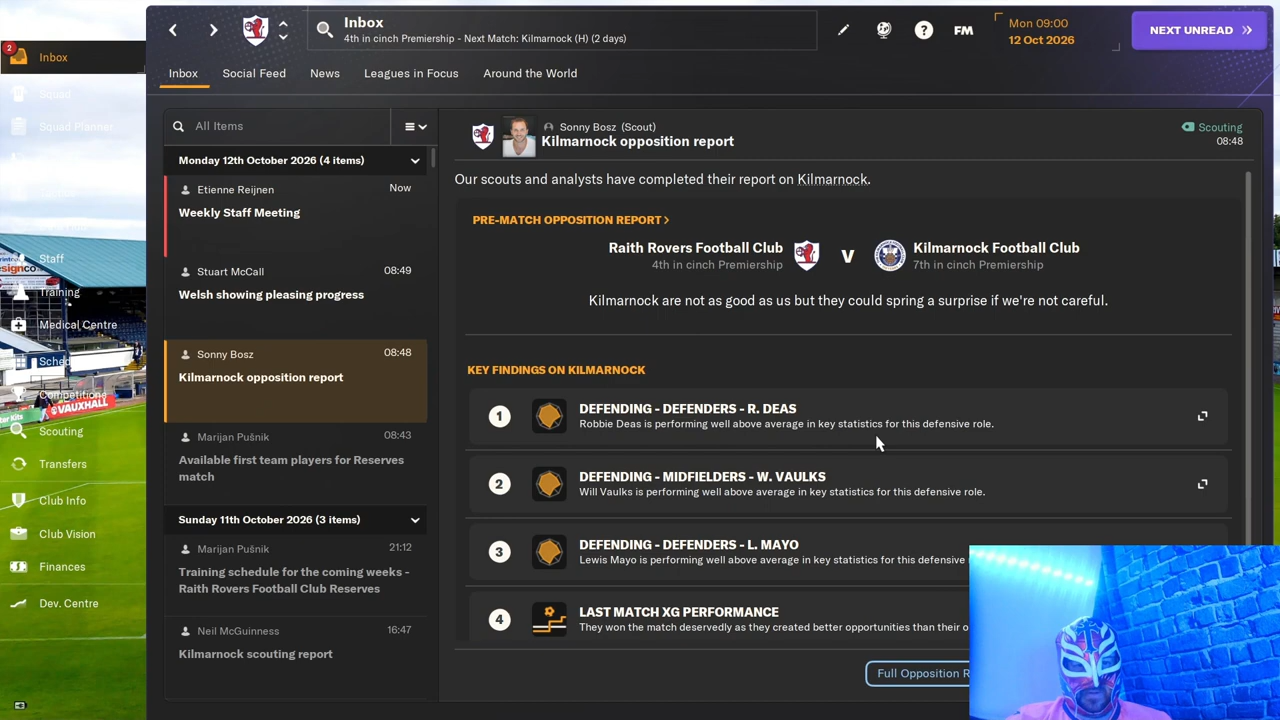 Inbox
4th in cinch Premiership - Next Match: Kilmarnock (H) (2 days)
FM
Mon 09:00
12 Oct 2026
NEXT UNREAD
2
Inbox
Squad
Squad Planner
Staff
Training
Medical Centre
Sched
Competitions
VAUXHALL
Scouting
Transfers
Club Info
Club Vision
Finances
Dev. Centre
Inbox
Social Feed
News
Leagues in Focus
Around the World
All Items
Monday 12th October 2026 (4 items)
Etienne Reijnen
Now
Weekly Staff Meeting
Stuart McCall
08:49
Welsh showing pleasing progress
Sonny Bosz
08:48
Kilmarnock opposition report
Marijan Pušnik
08:43
Available first team players for Reserves
match
Sunday 11th October 2026 (3 items)
Marijan Pušnik
21:12
Training schedule for the coming weeks -
Raith Rovers Football Club Reserves
Neil McGuinness
16:47
Kilmarnock scouting report
Sonny Bosz (Scout)
Kilmarnock opposition report
Scouting
08:48
Our scouts and analysts have completed their report on Kilmarnock.
PRE-MATCH OPPOSITION REPORT >
Raith Rovers Football Club
4th in cinch Premiership
v
Kilmarnock Football Club
7th in cinch Premiership
Kilmarnock are not as good as us but they could spring a surprise if we're not careful.
KEY FINDINGS ON KILMARNOCK
1
DEFENDING - DEFENDERS - R. DEAS
Robbie Deas is performing well above average in key statistics for this defensive role.
2
DEFENDING - MIDFIELDERS - W. VAULKS
Will Vaulks is performing well above average in key statistics for this defensive role.
3
DEFENDING - DEFENDERS - L. MAYO
Lewis Mayo is performing well above average in key statistics for this defensive
4
LAST MATCH XG PERFORMANCE
They won the match deservedly as they created better opportunities than their o
Full Opposition R